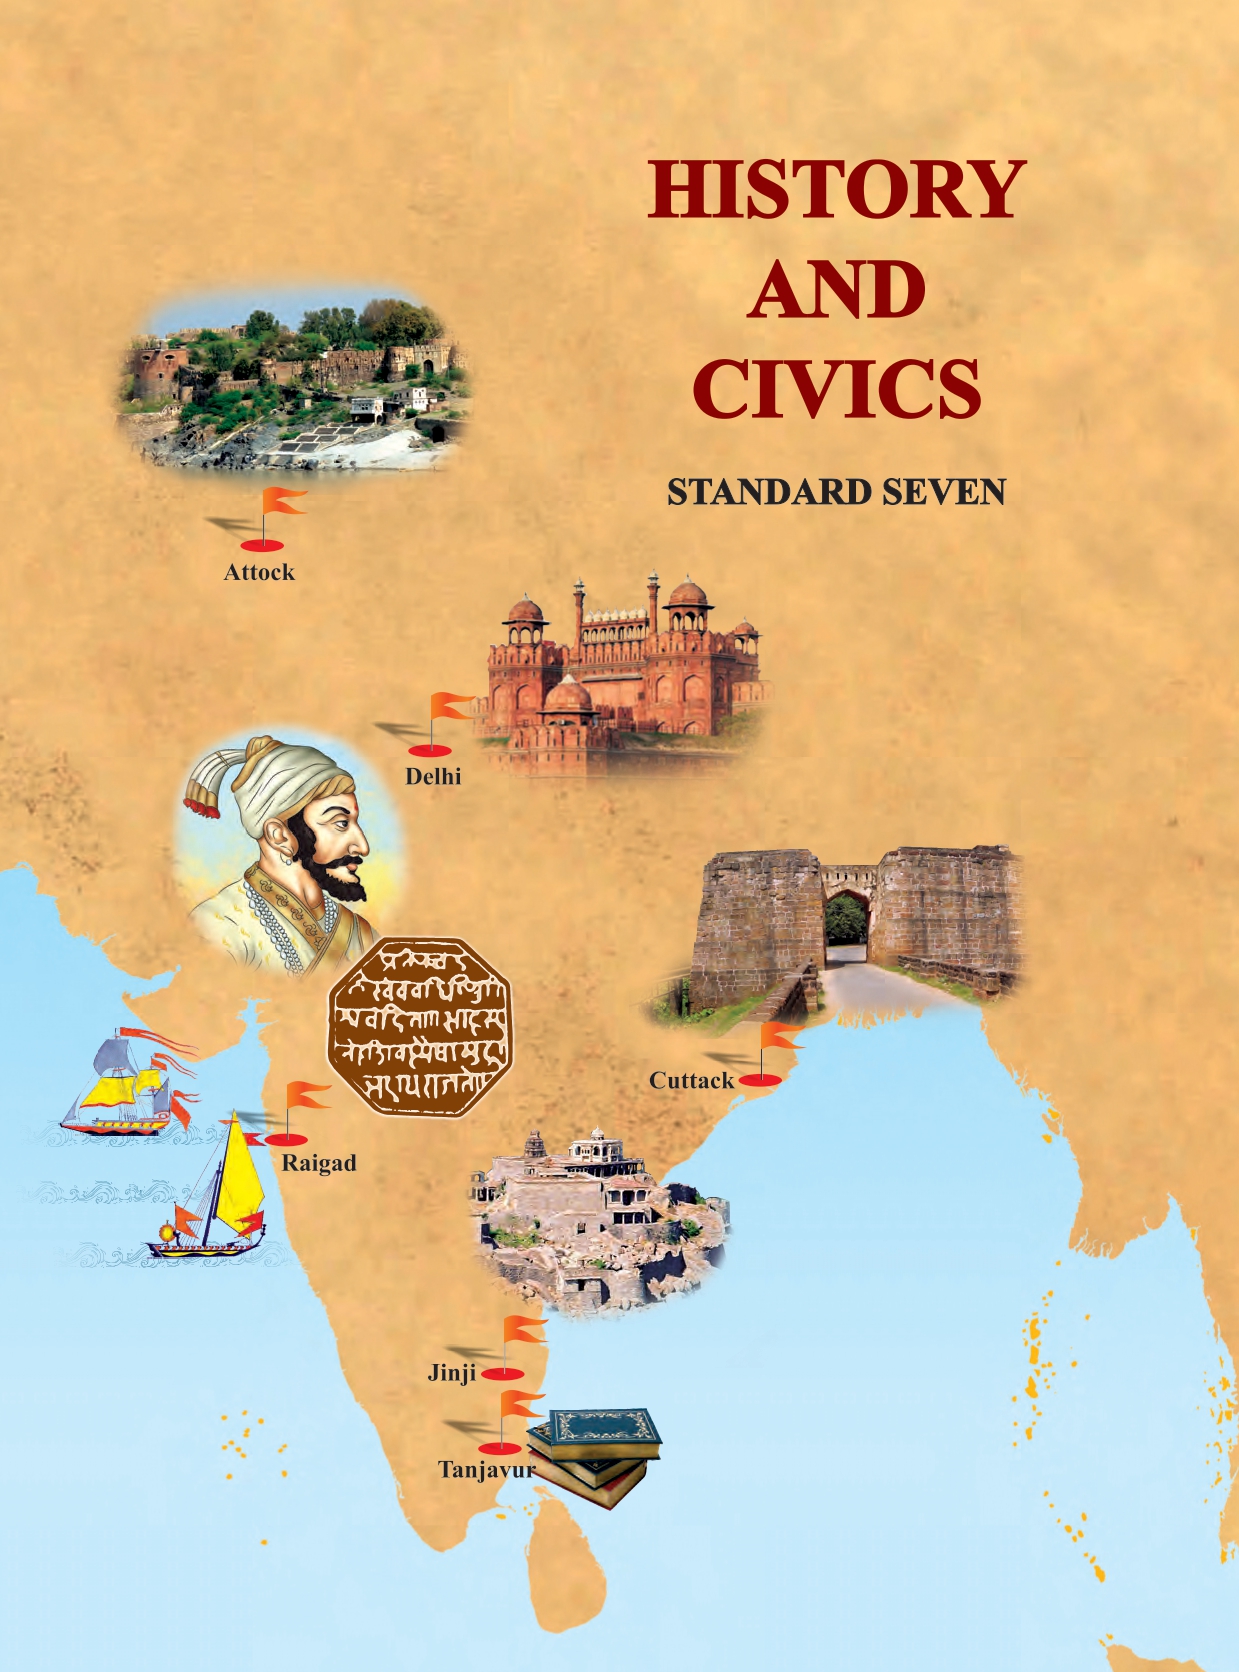 HISTORY
AND
CIVICS
STANDARD SEVEN
Attock
Delhi
Cuttack
Raigad
Jinji
Tanjavur